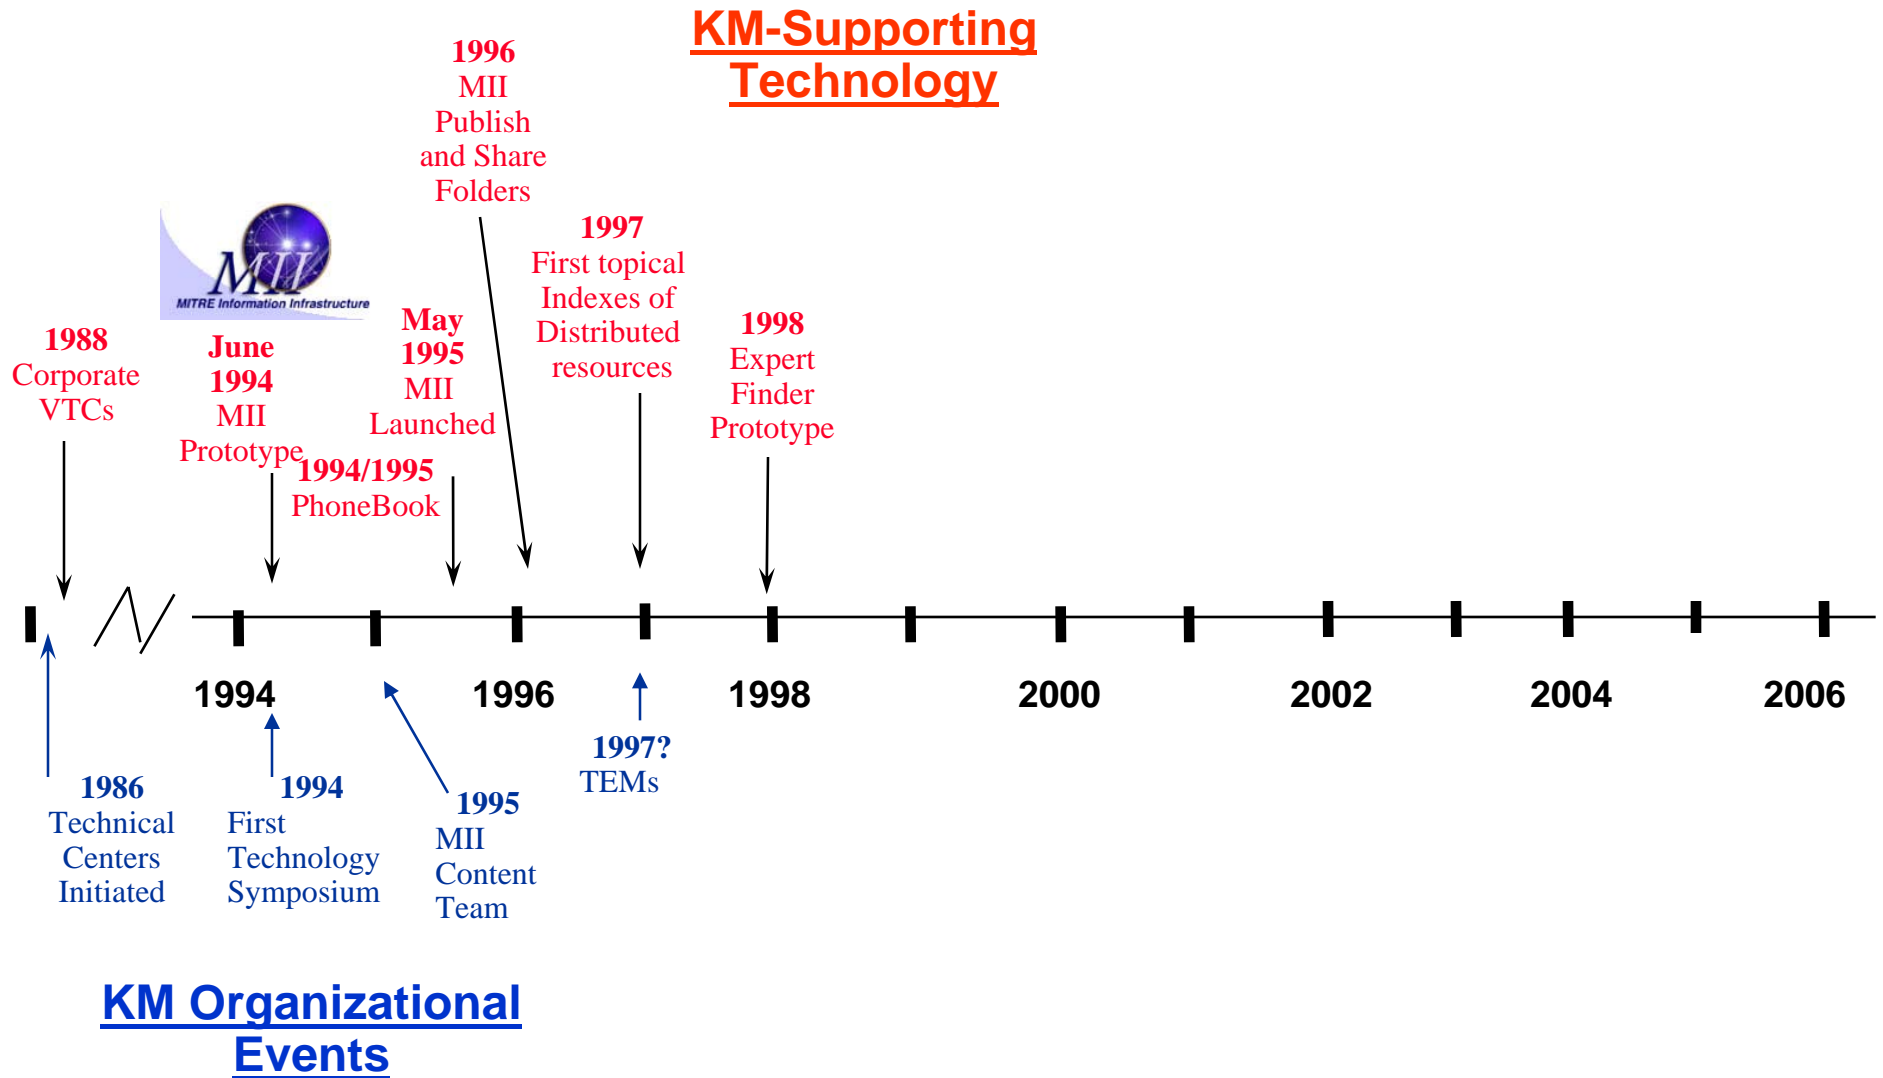 KM-Supporting
Technology
1996
MII
Publish
and Share
Folders
1997
First topical
Indexes of
Distributed
resources
MII
MITRE Information Infrastructure
1988
Corporate
VTCs
June
1994
MII
Prototype
1994/1995
PhoneBook
May
1995
MII
Launched
1998
Expert
Finder
Prototype
1994
1996
1998
2000
2002
2004
2006
1986
Technical
Centers
Initiated
1994
First
Technology
Symposium
1995
MII
Content
Team
1997?
TEMs
KM Organizational
Events